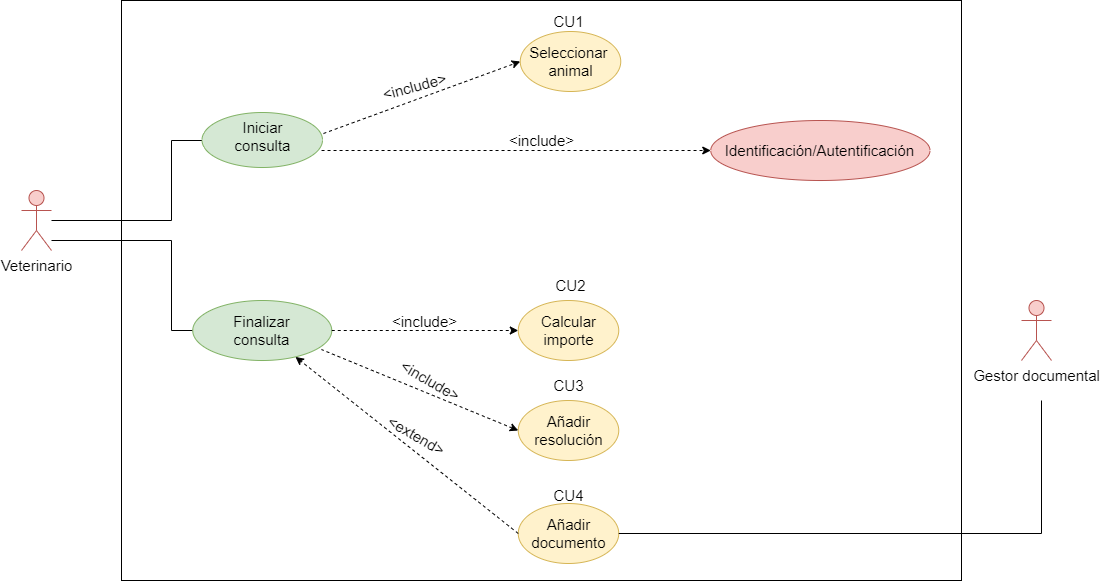 CU1
Seleccionar
animal
<include>
Iniciar
consulta
<include>
Identificación/Autentificación
Veterinario
CU2
Finalizar
consulta
<include>
Calcular
importe
Gestor documental
<include>
CU3
Añadir
resolución
<extend>
CU4
Añadir
documento